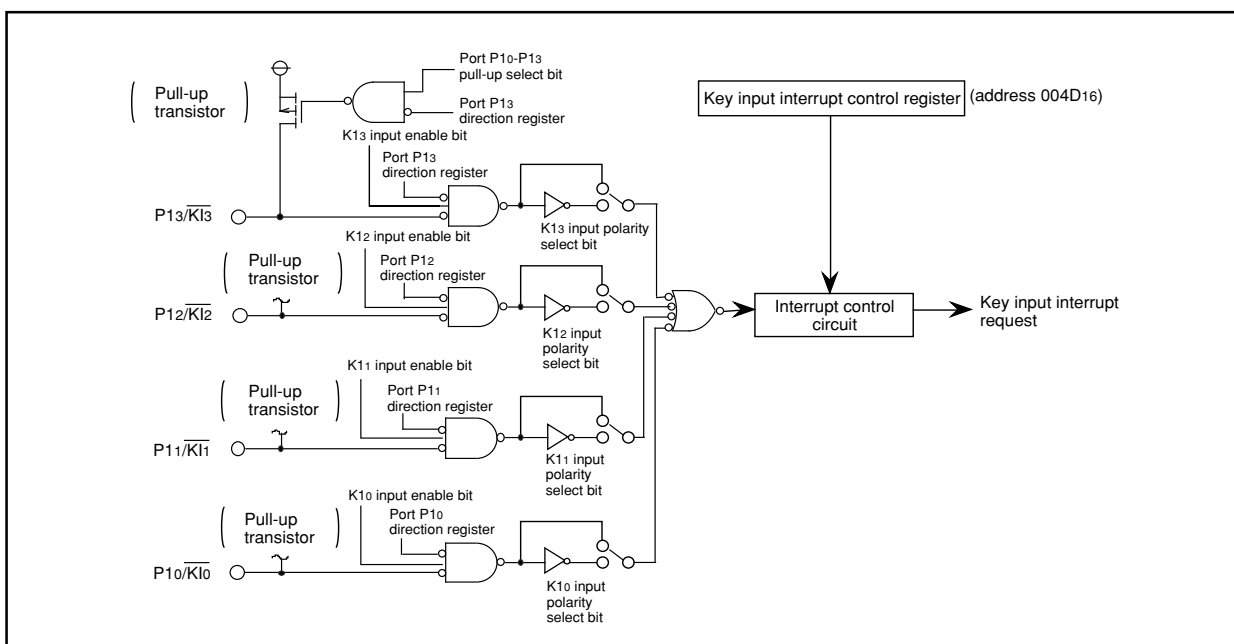 Port P10-P13
pull-up select bit
Pull-up
transistor
Port P13
direction register
Key input interrupt control register
(address 004D16)
K13 input enable bit
Port P13
direction register
P13/KI3
K13 input polarity
select bit
K12 input enable bit
Pull-up
transistor
Port P12
direction register
P12/KI2
K12 input
polarity
select bit
Interrupt control
circuit
Key input interrupt
request
K11 input enable bit
Pull-up
transistor
Port P11
direction register
P11/KI1
K11 input
polarity
select bit
K10 input enable bit
Pull-up
transistor
Port P10
direction register
P10/KI0
K10 input
polarity
select bit